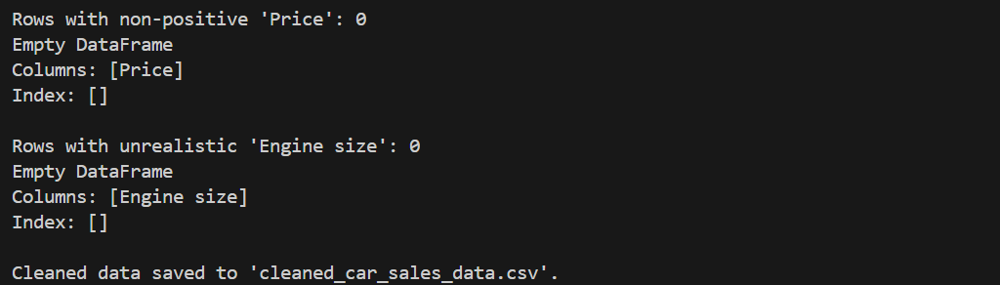 Rows with non-positive 'Price': 0
Empty DataFrame
Columns: [Price]
Index: []
Rows with unrealistic 'Engine size': 0
Empty DataFrame
Columns: [Engine size]
Index: []
Cleaned data saved to 'cleaned_car_sales_data.csv'.